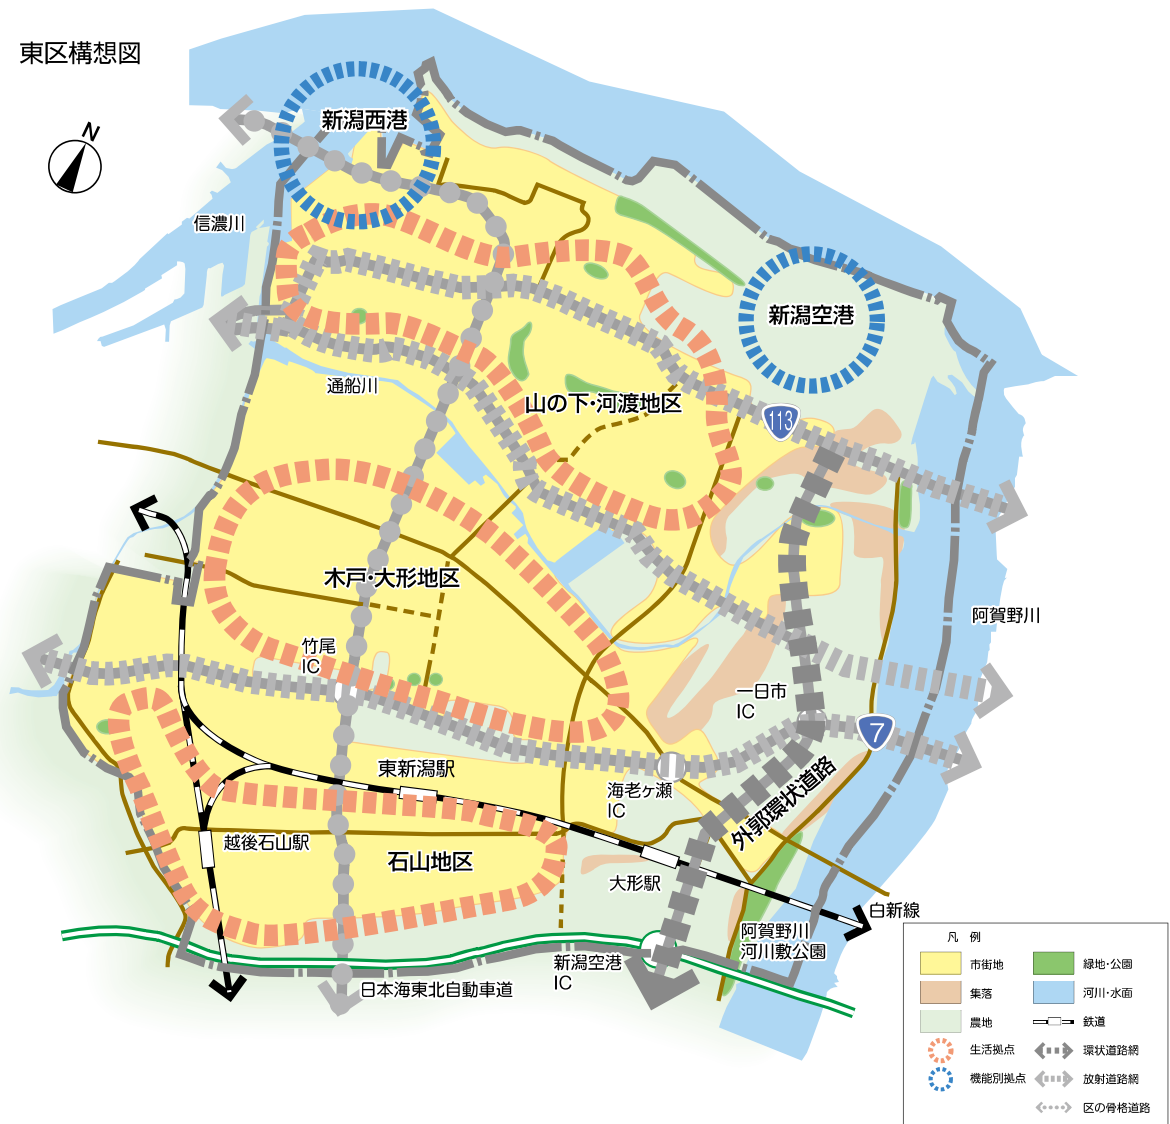 東区構想図
N
新潟西港
信濃川
新潟空港
通船川
山の下・河渡地区
113
木戸・大形地区
阿賀野川
竹尾
IC
一日市
IC
7
東新潟駅
海老ヶ瀬
IC
外郭環状道路
越後石山駅
石山地区
大形駅
白新線
阿賀野川
河川敷公園
新潟空港
IC
日本海東北自動車道
凡 例
市街地
緑地・公園
集落
河川・水面
農地
鉄道
生活拠点
環状道路網
機能別拠点
放射道路網
区の骨格道路